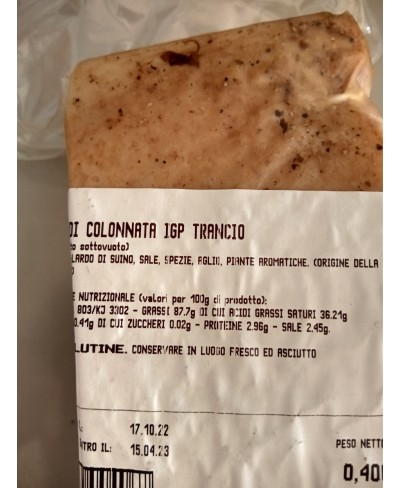 DI COLONNATA IGP TRANCIO
to sottovuoto)
LARDO DI SUINO, SALE, SPEZIE, AGLIO, PIANTE AROMATICHE. (ORIGINE DELLA
E NUTRIZIONALE (valori per 100g di prodotto):
803/KJ 3302 - GRASSI 87.7g DI CUI ACIDI GRASSI SATURI 36.21g
0.41g DI CUI ZUCCHERI 0.02g - PROTEINE 2.96g - SALE 2.45g.
LUTINE. CONSERVARE IN LUOGO FRESCO ED ASCIUTTO
L: 17.10.22
NTRO IL: 15.04.23
PESO NETTO
0,40